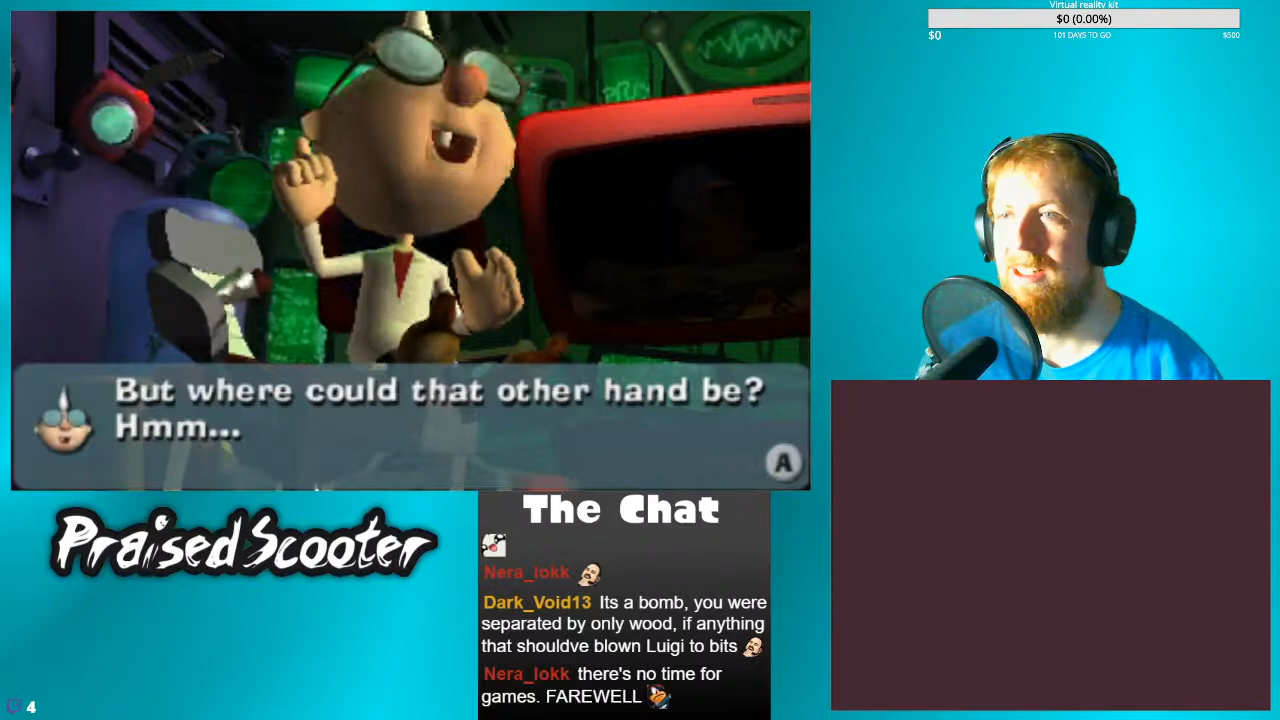 Virtual reality kit
$0 (0.00%)
$0 101 DAYS TO GO $500
But where could that other hand be?
Hmm...
A
PraisedScooter
The Chat
Nera_lokk
Dark_Void13 Its a bomb, you were
separated by only wood, if anything
that shouldve blown Luigi to bits
Nera_lokk there's no time for
games. FAREWELL
4